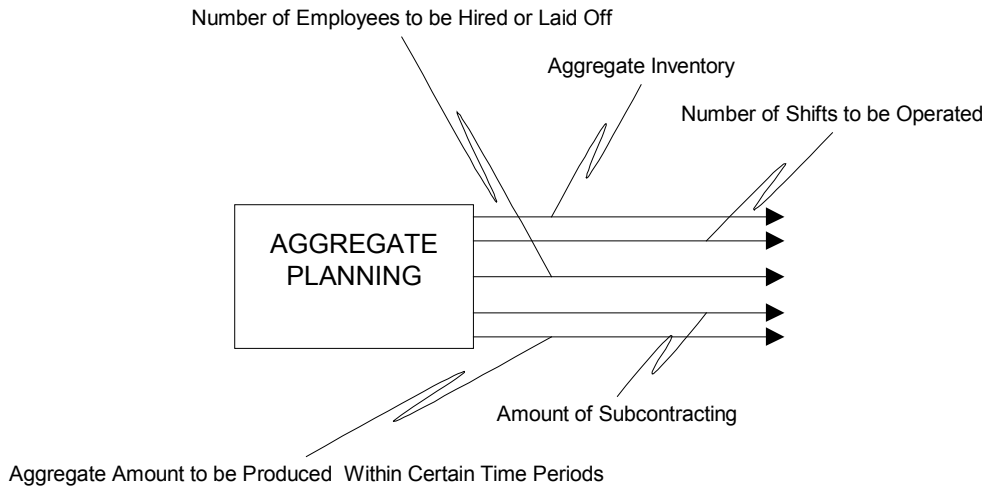 Number of Employees to be Hired or Laid Off
Aggregate Inventory
Number of Shifts to be Operated
AGGREGATE
PLANNING
Amount of Subcontracting
Aggregate Amount to be Produced Within Certain Time Periods